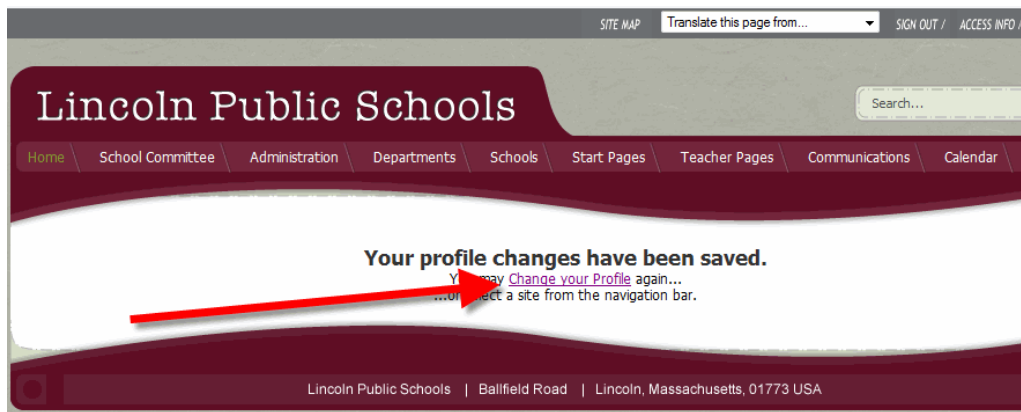 SITE MAP Translate this page from... SIGN OUT / ACCESS INFO /
Lincoln Public Schools
Search...
Home School Committee Administration Departments Schools Start Pages Teacher Pages Communications Calendar
Your profile changes have been saved.
may Change your Profile again...
a site from the navigation bar.
Lincoln Public Schools | Ballfield Road | Lincoln, Massachusetts, 01773 USA